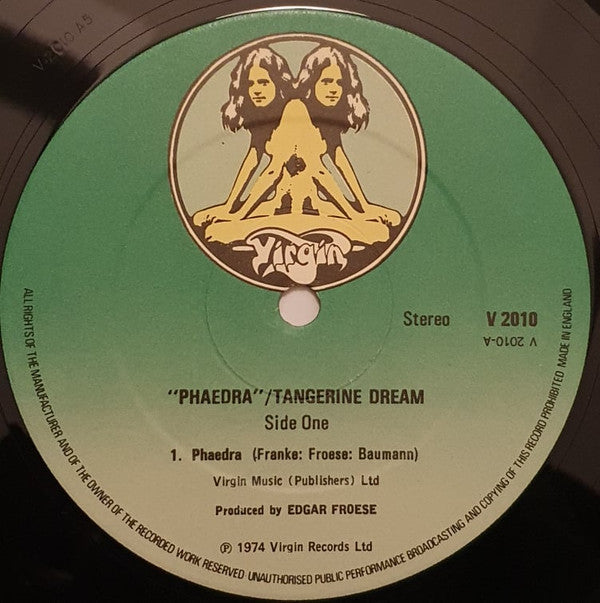 V-2010 A5
Virgin
Stereo V 2010
V 2010-A
"PHAEDRA"/TANGERINE DREAM
Side One
1. Phaedra (Franke: Froese: Baumann)
Virgin Music (Publishers) Ltd
Produced by EDGAR FROESE
℗ 1974 Virgin Records Ltd
ALL RIGHTS OF THE MANUFACTURER AND OF THE OWNER OF THE RECORDED WORK RESERVED UNAUTHORISED PUBLIC PERFORMANCE BROADCASTING AND COPYING OF THIS RECORD PROHIBITED MADE IN ENGLAND